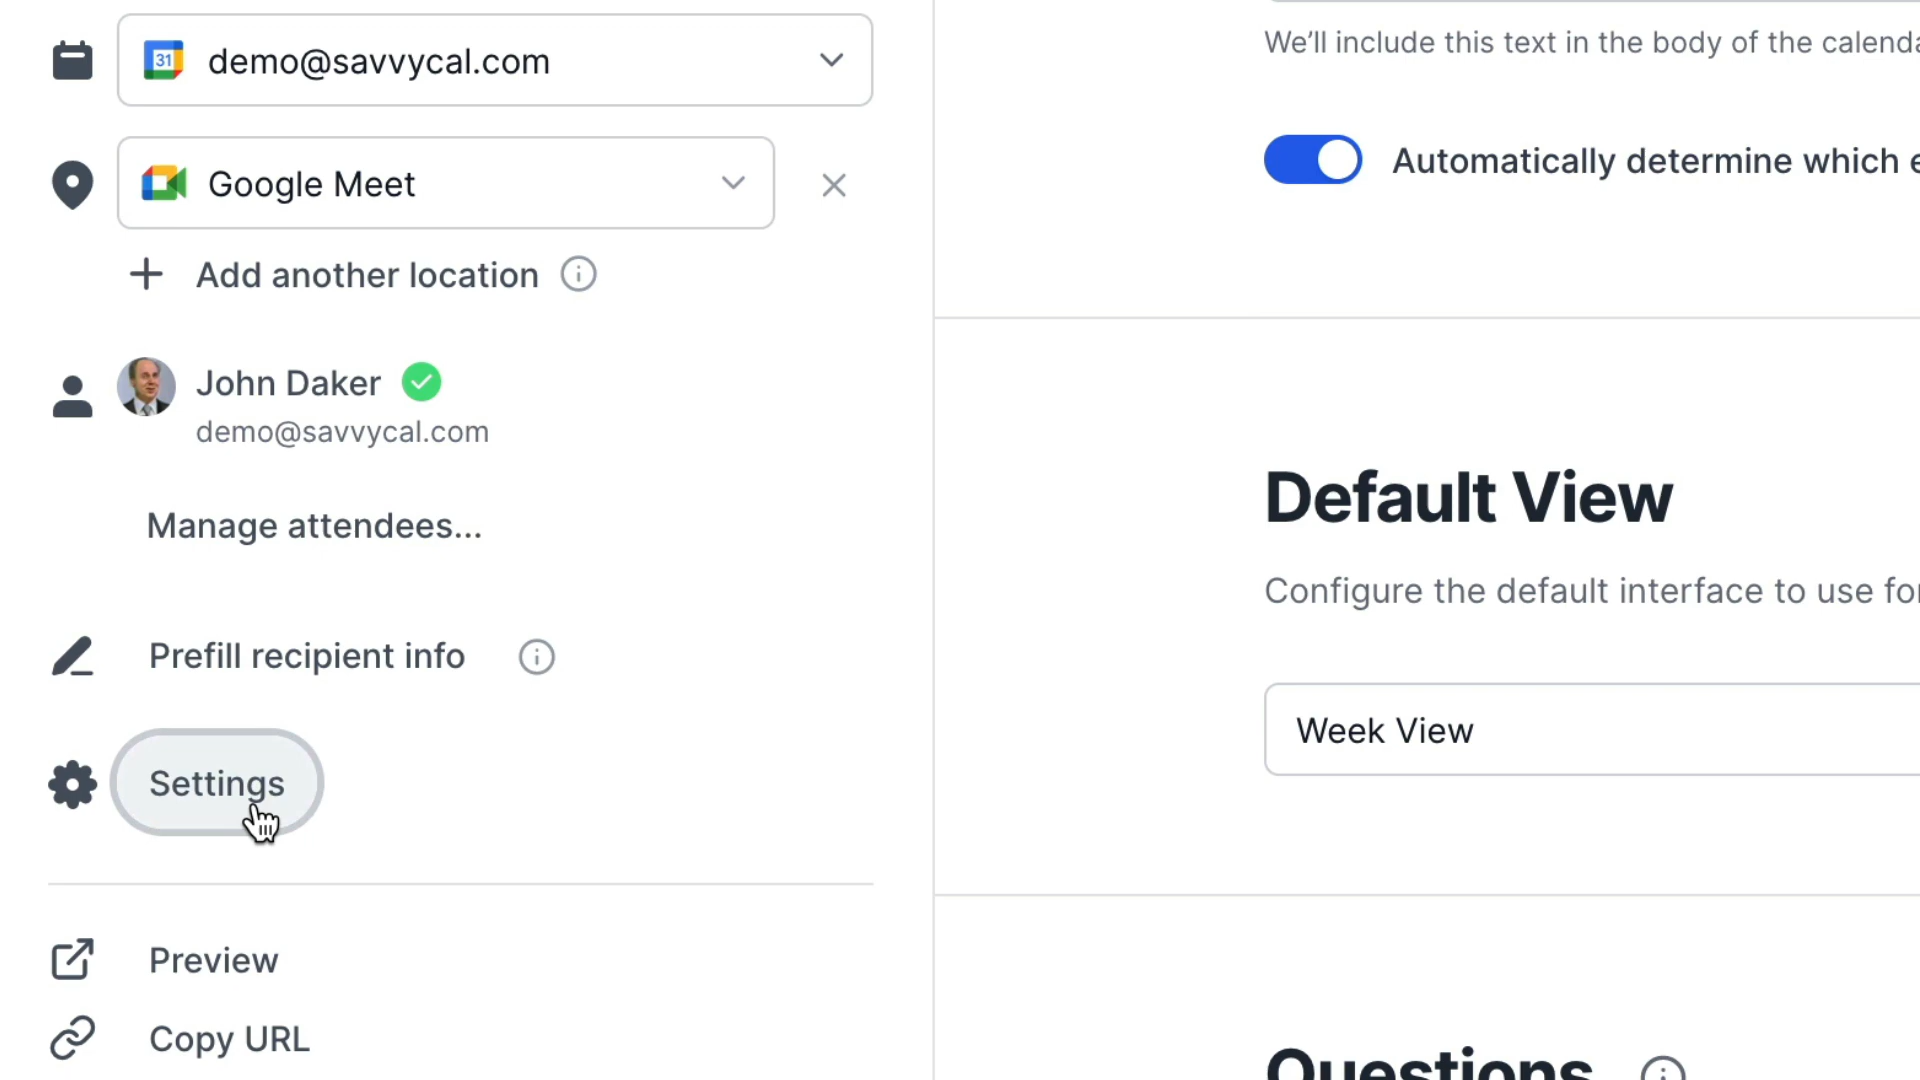 31 demo@savvycal.com
Google Meet
Add another location
John Daker
demo@savvycal.com
Manage attendees...
Prefill recipient info
Settings
Preview
Copy URL
We'll include this text in the body of the
Automatically determine which
Default View
Configure the default interface to use for
Week View
Questions